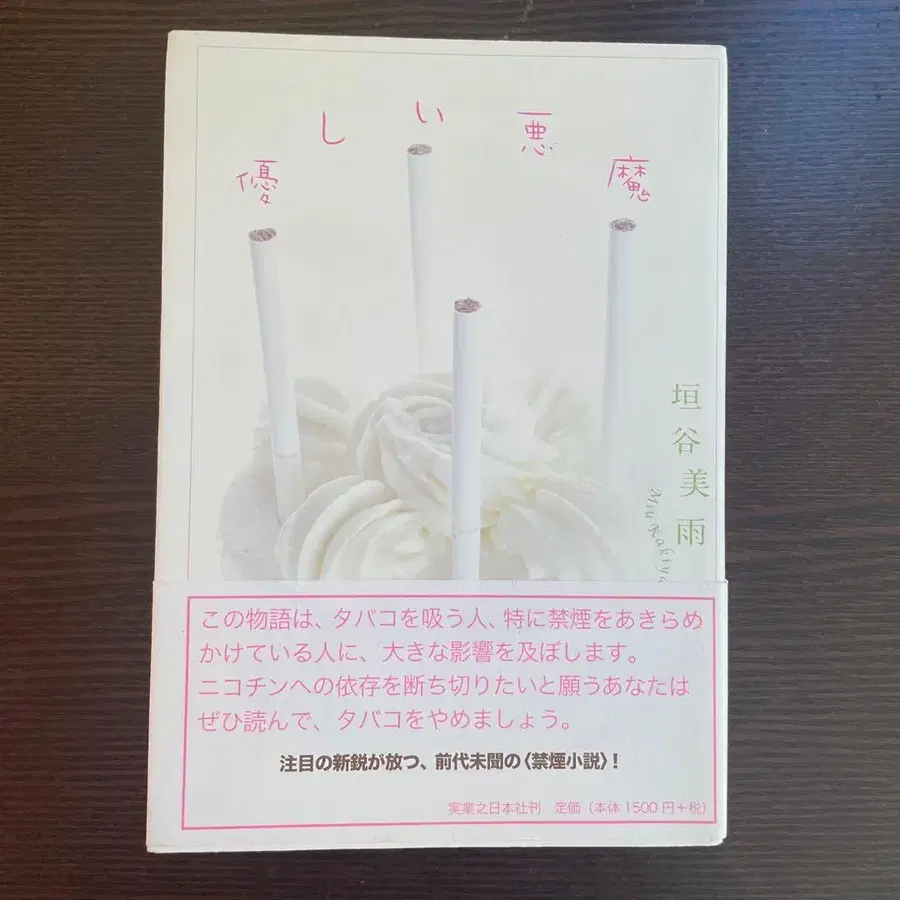 優しい悪魔
垣谷美雨
Miu Kakiya
この物語は、タバコを吸う人、特に禁煙をあきらめ
かけている人に、大きな影響を及ぼします。
ニコチンへの依存を断ち切りたいと願うあなたは
ぜひ読んで、タバコをやめましょう。
注目の新鋭が放つ、前代未聞の〈禁煙小説〉!
実業之日本社刊 定価(本体1500円+税)